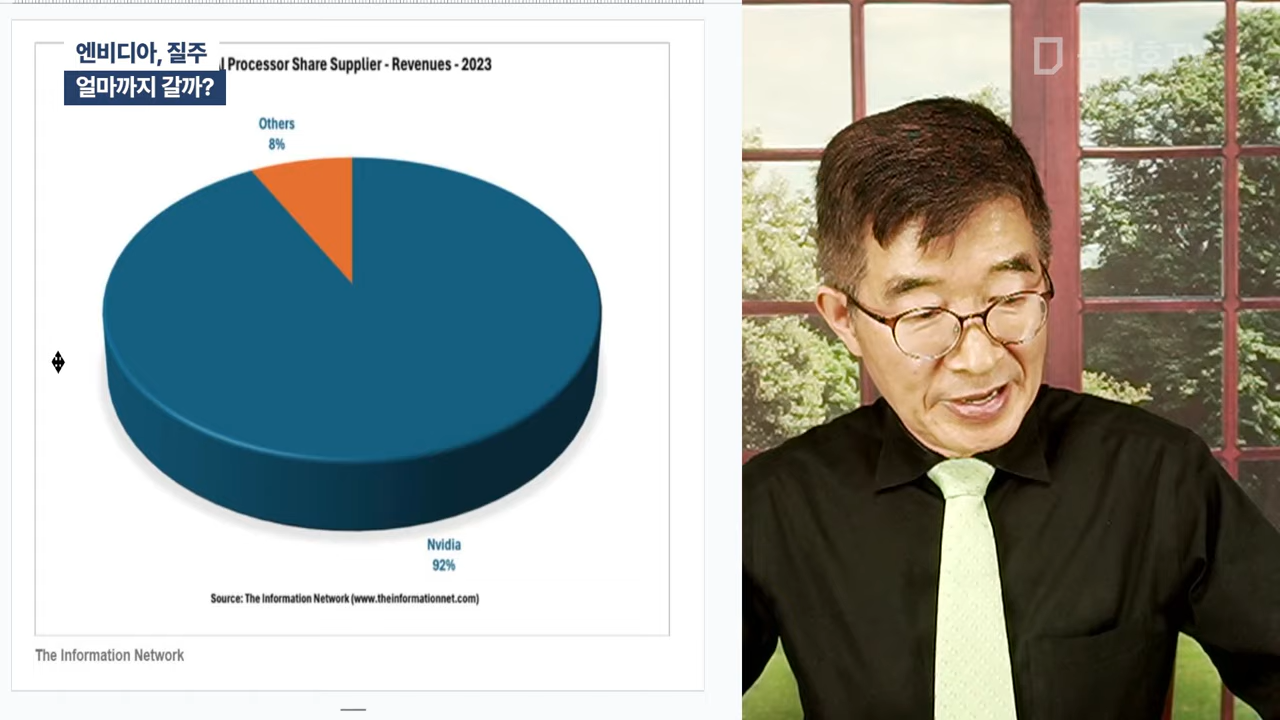 엔비디아, 질주
얼마까지 갈까?
l Processor Share Supplier - Revenues - 2023
Others
8%
Nvidia
92%
Source: The Information Network (www.theinformationnet.com)
The Information Network